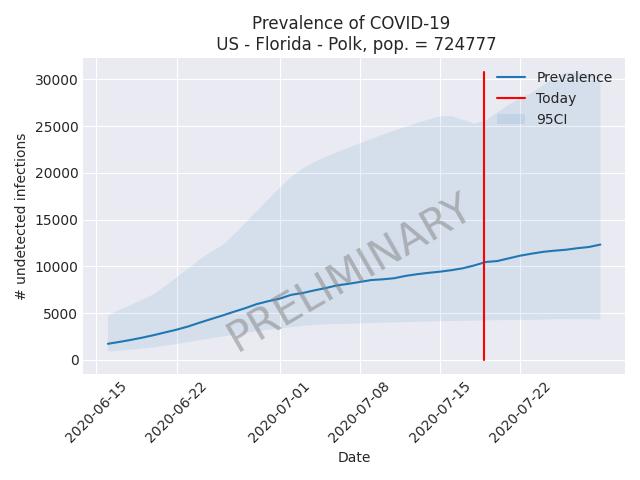 Prevalence of COVID-19
US - Florida - Polk, pop. = 724777
# undetected infections
30000
25000
20000
15000
10000
5000
0
Prevalence
Today
95CI
PRELIMINARY
2020-06-15
2020-06-22
2020-07-01
2020-07-08
2020-07-15
2020-07-22
Date